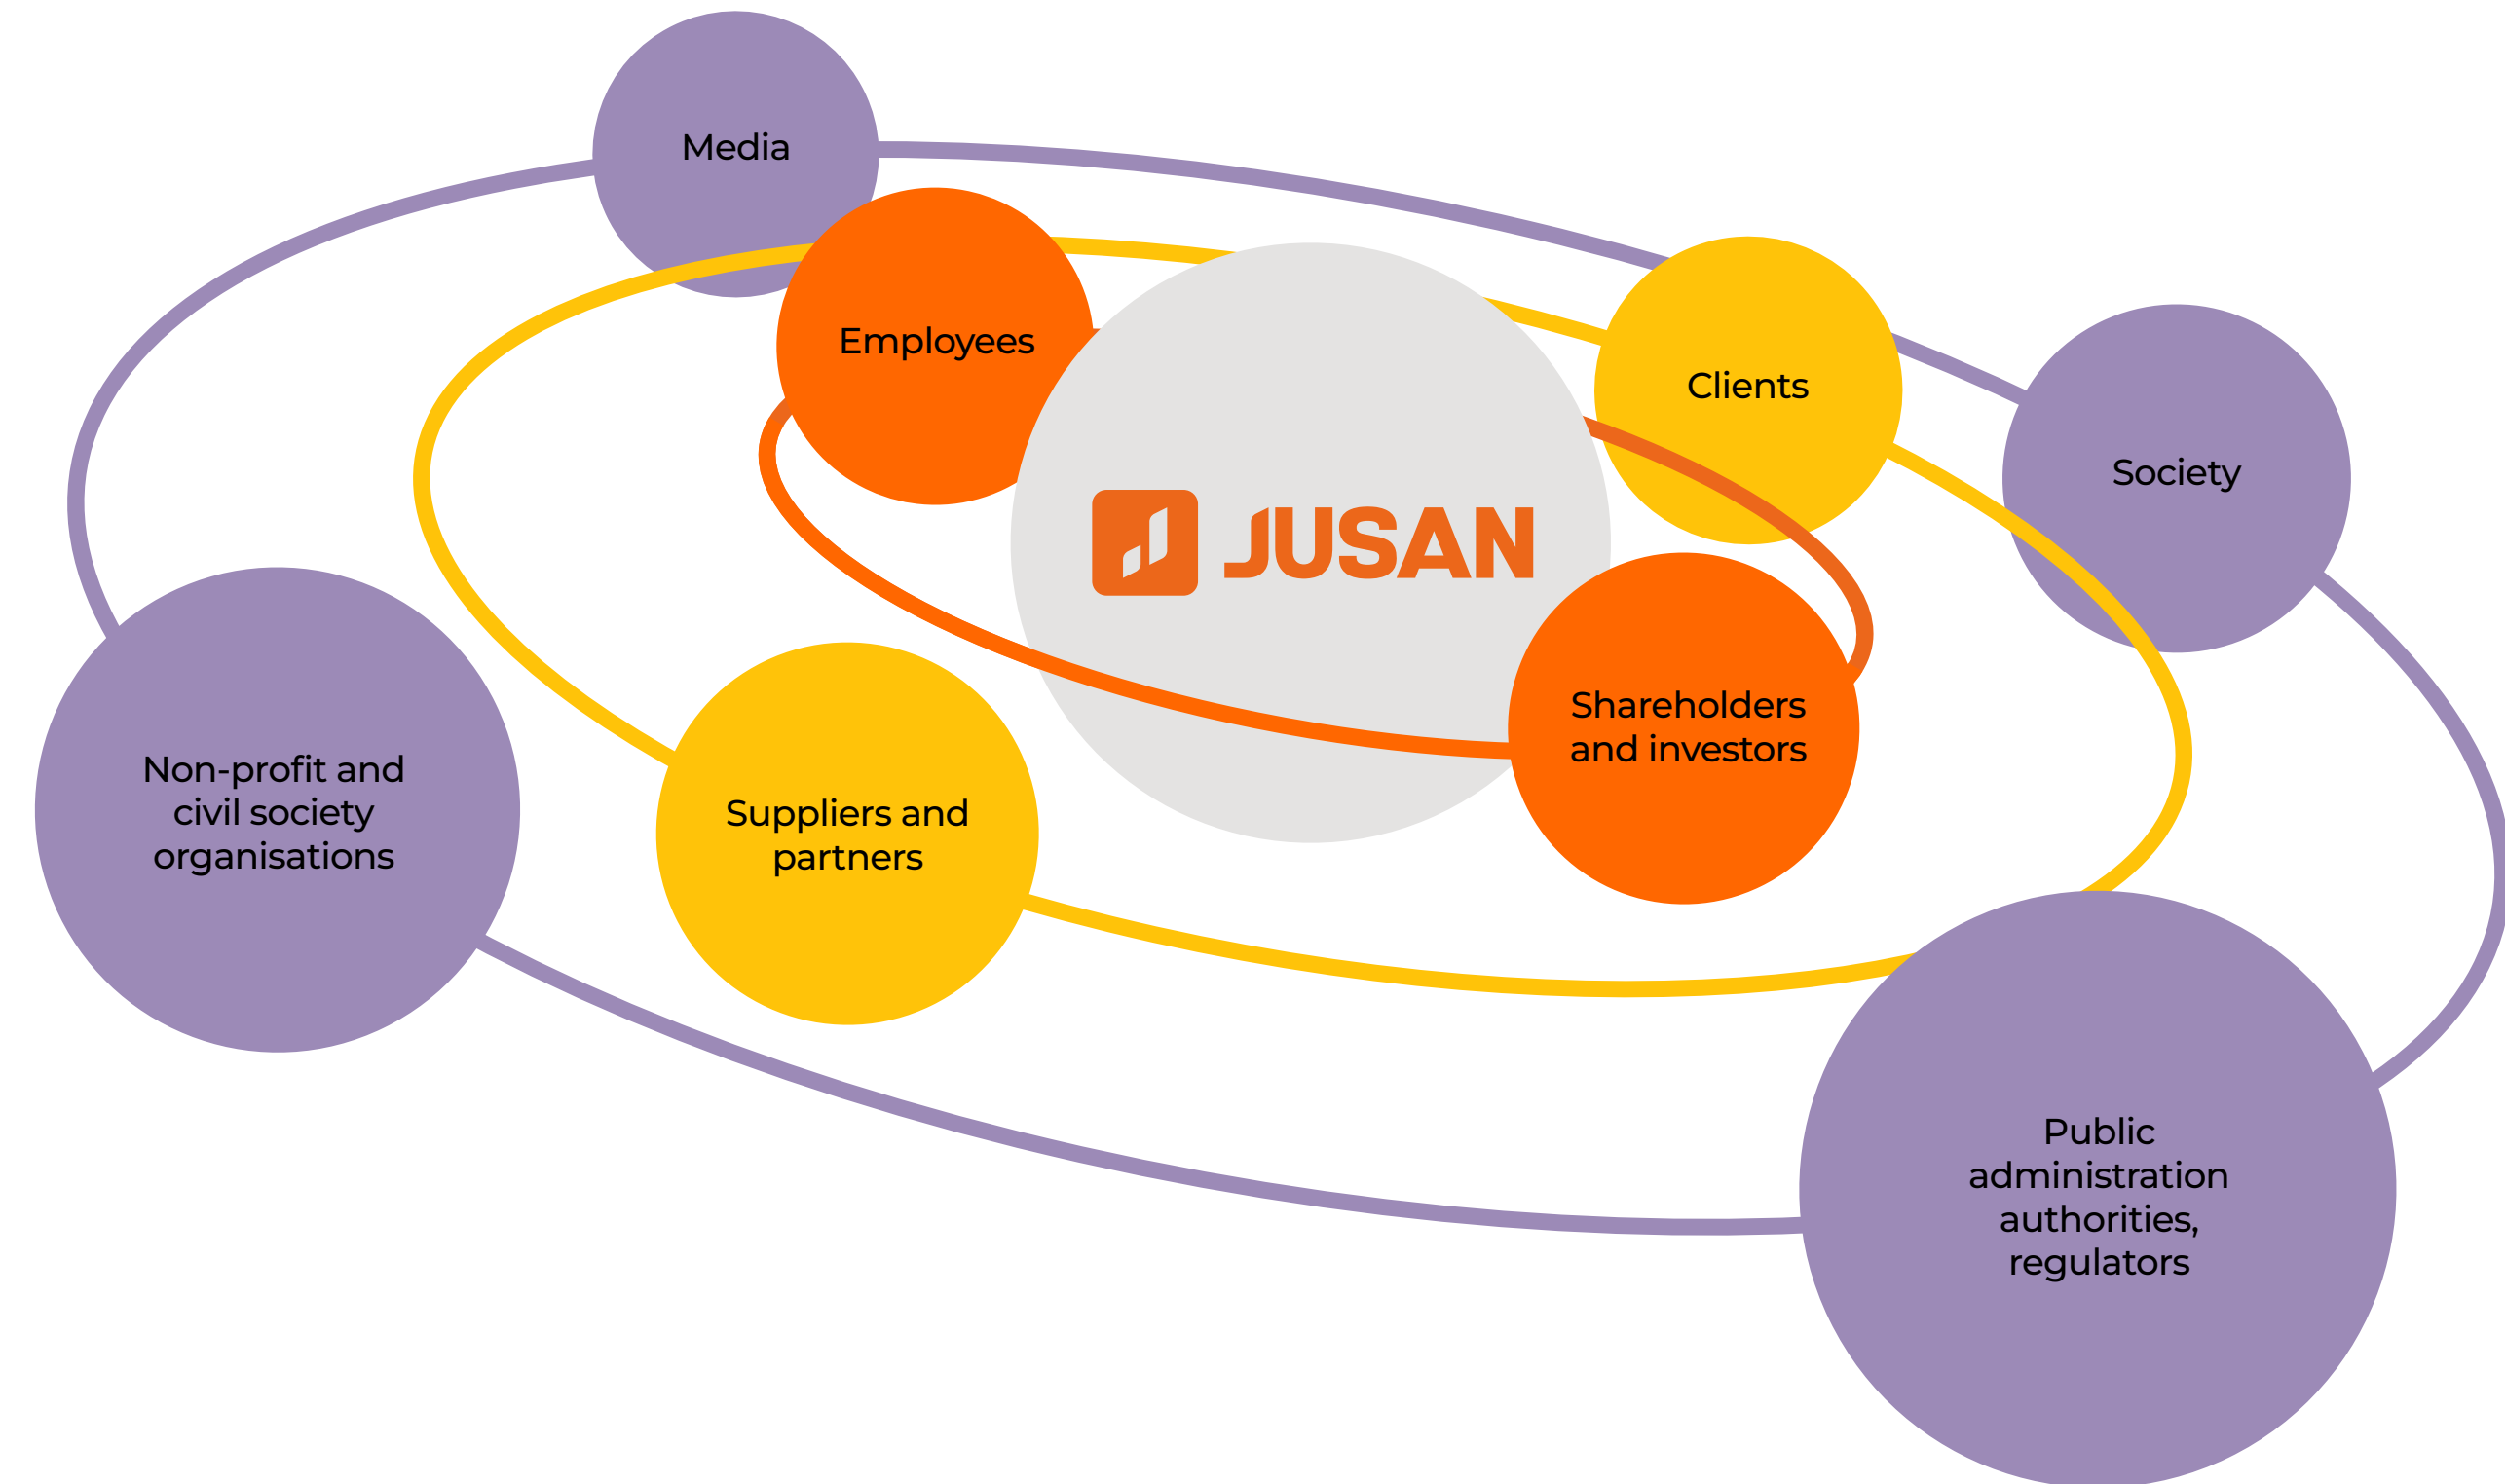 Media
Employees
Clients
Society
JUSAN
Shareholders
and investors
Non-profit and
civil society
organisations
Suppliers and
partners
Public
administration
authorities,
regulators